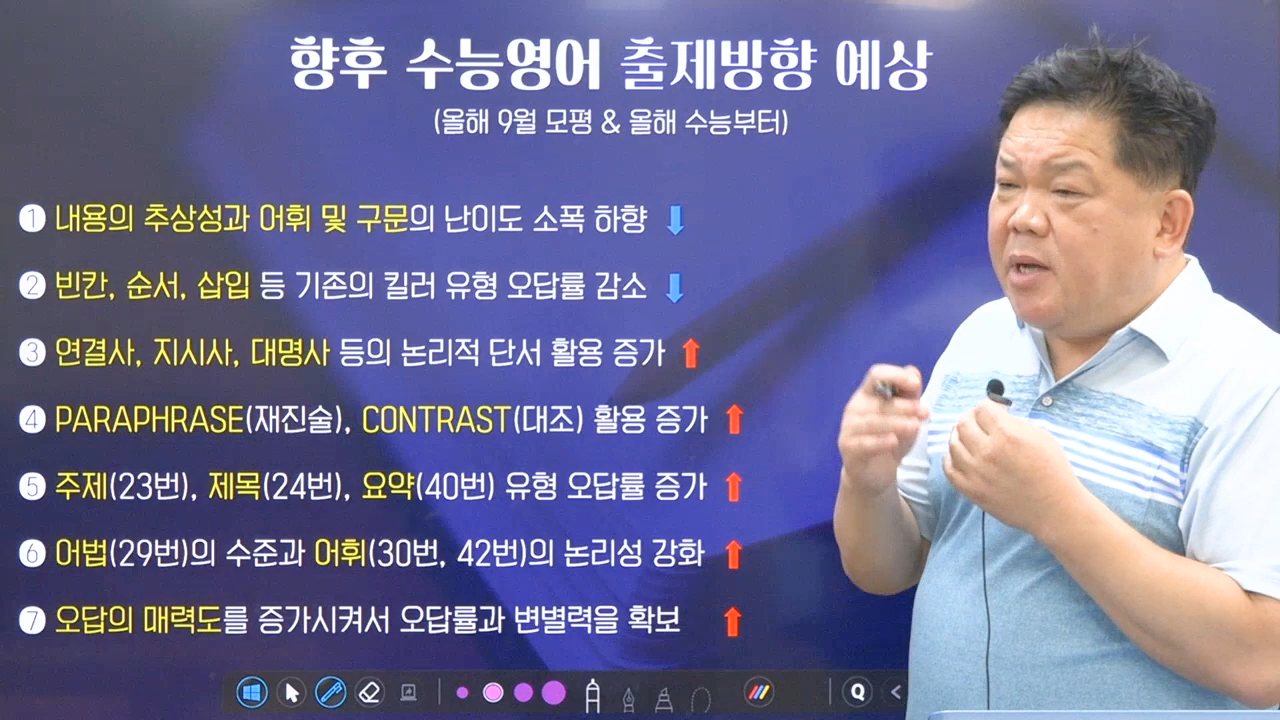 향후 수능영어 출제방향 예상
(올해 9월 모평 & 올해 수능부터)
1 내용의 추상성과 어휘 및 구문의 난이도 소폭 하향
2 빈칸, 순서, 삽입 등 기존의 킬러 유형 오답률 감소
3 연결사, 지시사, 대명사 등의 논리적 단서 활용 증가
4 PARAPHRASE(재진술), CONTRAST(대조) 활용 증가
5 주제(23번), 제목(24번), 요약(40번) 유형 오답률 증가
6 어법(29번)의 수준과 어휘(30번, 42번)의 논리성 강화
7 오답의 매력도를 증가시켜서 오답률과 변별력을 확보
Q